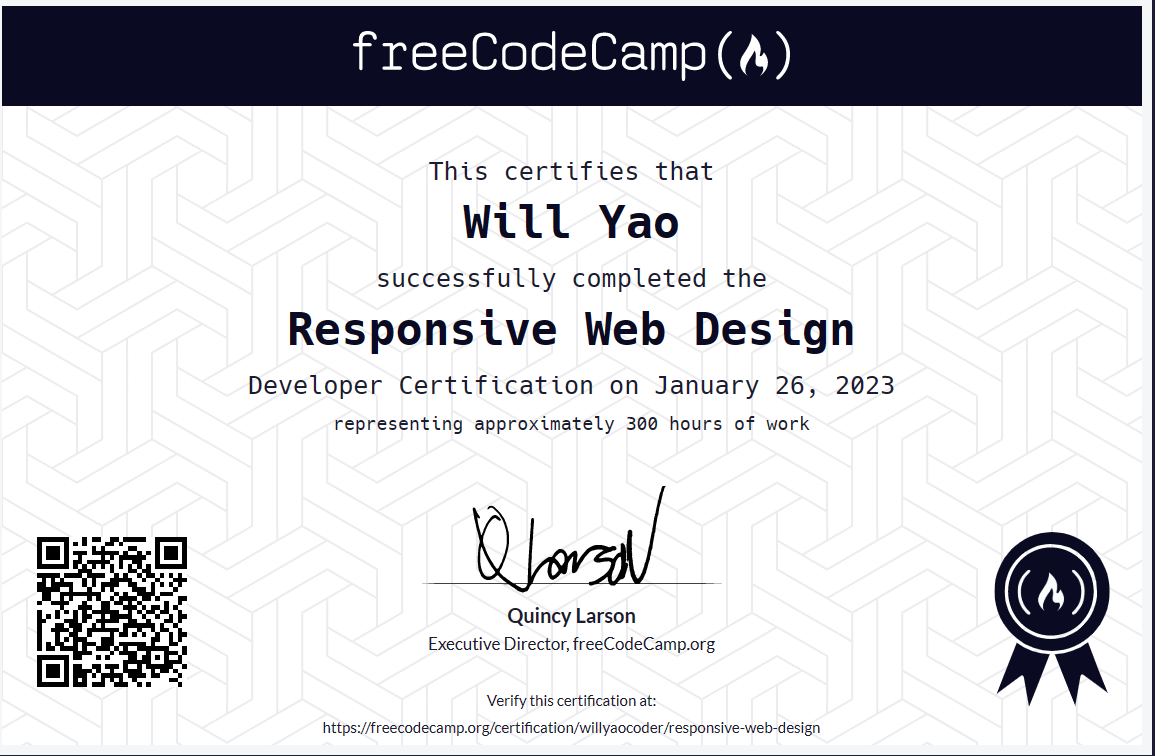 freeCodeCamp
This certifies that
Will Yao
successfully completed the
Responsive Web Design
Developer Certification on January 26, 2023
representing approximately 300 hours of work
Q Larson
Quincy Larson
Executive Director, freeCodeCamp.org
Verify this certification at:
https://freecodecamp.org/certification/willyaocoder/responsive-web-design